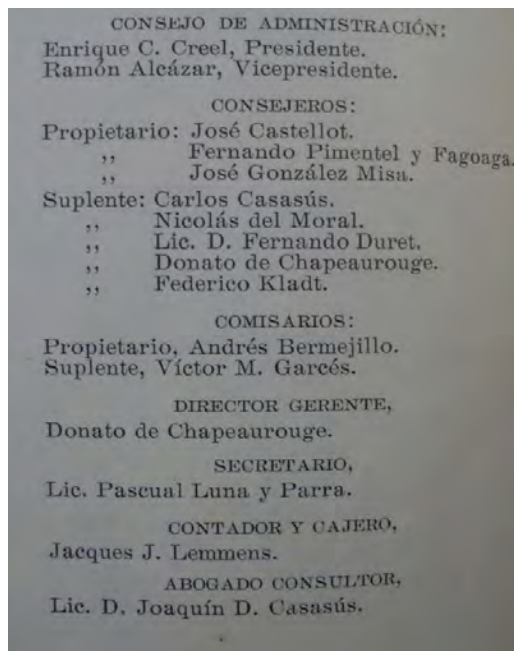 CONSEJO DE ADMINISTRACIÓN:
Enrique C. Creel, Presidente.
Ramón Alcázar, Vicepresidente.
CONSEJEROS:
Propietario: José Castellot.
,, Fernando Pimentel y Fagoaga.
,, José González Misa.
Suplente: Carlos Casasús.
,, Nicolás del Moral.
,, Lic. D. Fernando Duret.
,, Donato de Chapeaurouge.
,, Federico Kladt.
COMISARIOS:
Propietario, Andrés Bermejillo.
Suplente, Víctor M. Garcés.
DIRECTOR GERENTE,
Donato de Chapeaurouge.
SECRETARIO,
Lic. Pascual Luna y Parra.
CONTADOR Y CAJERO,
Jacques J. Lemmens.
ABOGADO CONSULTOR,
Lic. D. Joaquín D. Casasús.